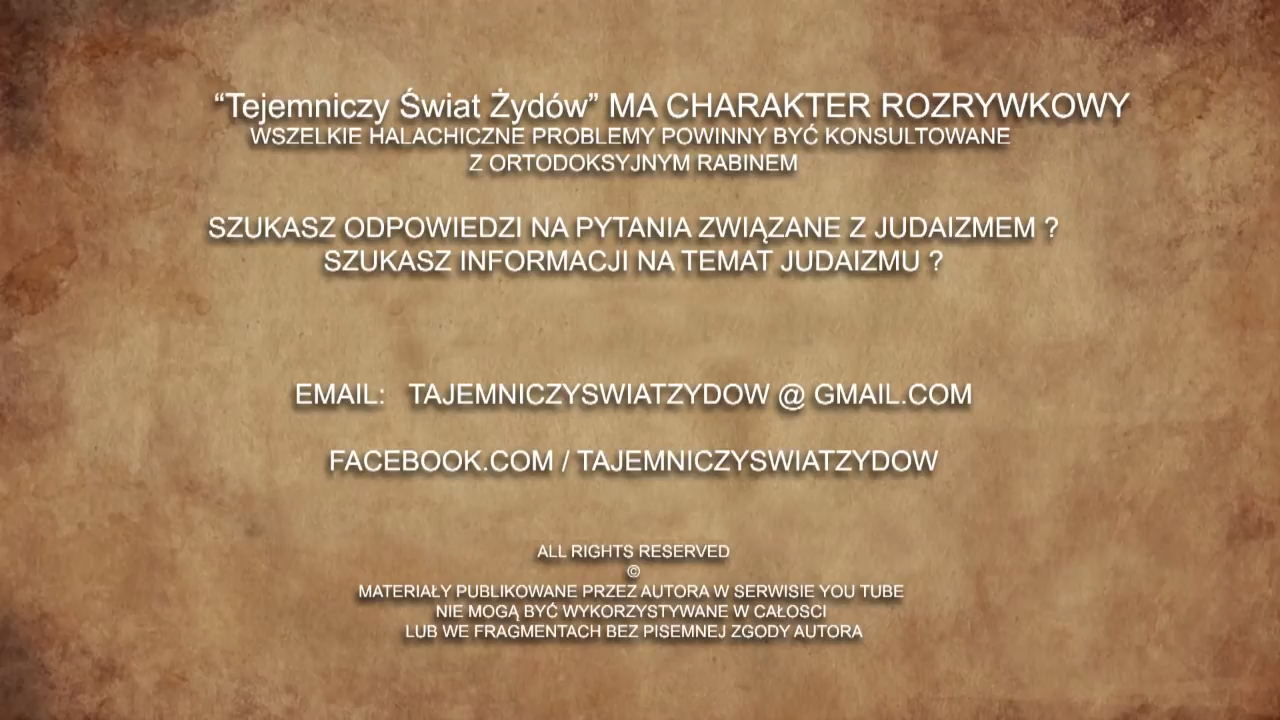 “Tejemniczy Świat Żydów” MA CHARAKTER ROZRYWKOWY
WSZELKIE HALACHICZNE PROBLEMY POWINNY BYĆ KONSULTOWANE
Z ORTODOKSYJNYM RABINEM
SZUKASZ ODPOWIEDZI NA PYTANIA ZWIĄZANE Z JUDAIZMEM ?
SZUKASZ INFORMACJI NA TEMAT JUDAIZMU ?
EMAIL: TAJEMNICZYSWIATZYDOW @ GMAIL.COM
FACEBOOK.COM / TAJEMNICZYSWIATZYDOW
ALL RIGHTS RESERVED
©
MATERIAŁY PUBLIKOWANE PRZEZ AUTORA W SERWISIE YOU TUBE
NIE MOGĄ BYĆ WYKORZYSTYWANE W CAŁOSCI
LUB WE FRAGMENTACH BEZ PISEMNEJ ZGODY AUTORA